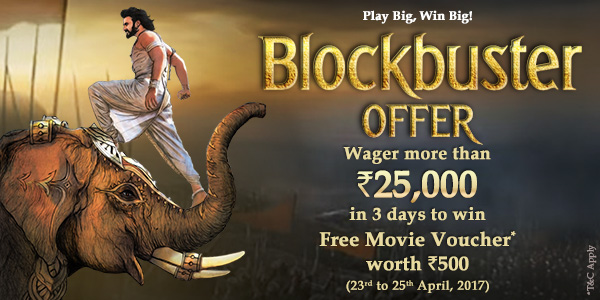 Play Big, Win Big!
Blockbuster
OFFER
Wager more than
₹25,000
in 3 days to win
Free Movie Voucher*
worth ₹500
(23rd to 25th April, 2017)
*T&C Apply